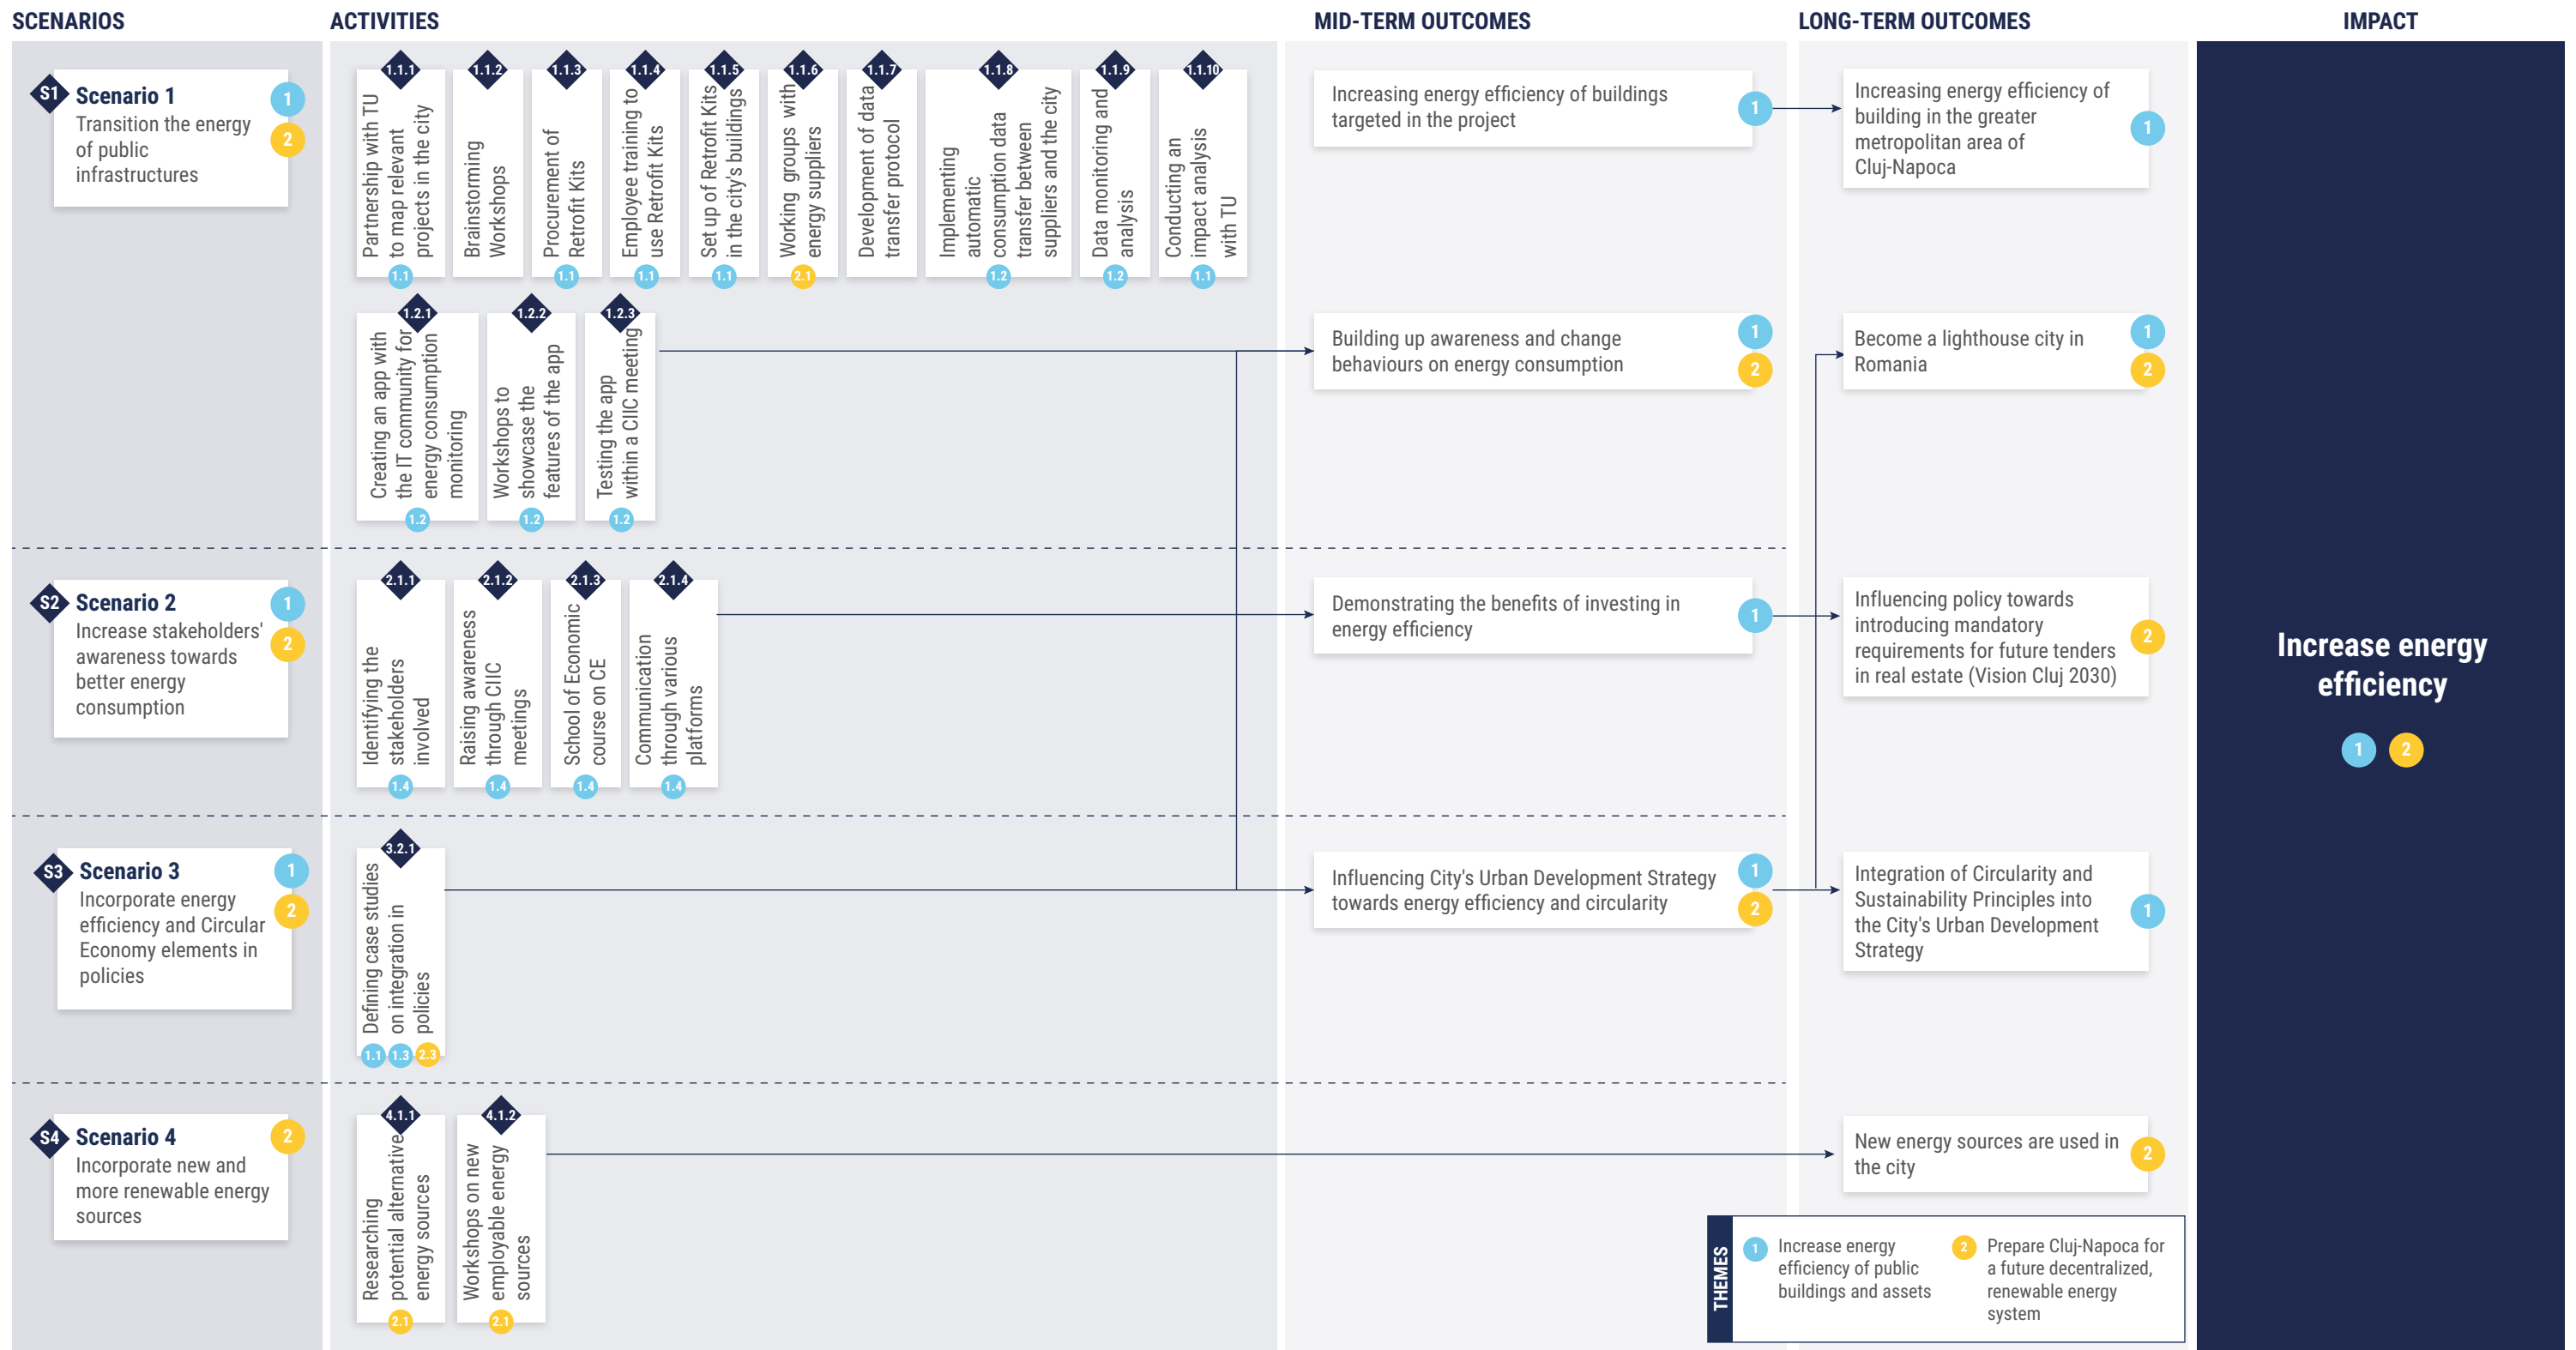 SCENARIOS
ACTIVITIES
MID-TERM OUTCOMES
LONG-TERM OUTCOMES
IMPACT
S1
Scenario 1
Transition the energy
of public
infrastructures
1
2
1.1.1
Partnership with TU
to map relevant
projects in the city
1.1
1.1.2
Brainstorming
Workshops
1.1.3
Procurement of
Retrofit Kits
1.1
1.1.4
Employee training to
use Retrofit Kits
1.1
1.1.5
Set up of Retrofit Kits
in the city's buildings
1.1
1.1.6
Working groups with
energy suppliers
2.1
1.1.7
Development of data
transfer protocol
1.1.8
Implementing
automatic
consumption data
transfer between
suppliers and the city
1.2
1.1.9
Data monitoring and
analysis
1.2
1.1.10
Conducting an
impact analysis
with TU
1.1
Increasing energy efficiency of buildings
targeted in the project
1
Increasing energy efficiency of
building in the greater
metropolitan area of
Cluj-Napoca
1
1.2.1
Creating an app with
the IT community for
energy consumption
monitoring
1.2
1.2.2
Workshops to
showcase the
features of the app
1.2
1.2.3
Testing the app
within a CIIC meeting
1.2
Building up awareness and change
behaviours on energy consumption
1
2
Become a lighthouse city in
Romania
1
2
S2
Scenario 2
Increase stakeholders'
awareness towards
better energy
consumption
1
2
2.1.1
Identifying the
stakeholders
involved
1.4
2.1.2
Raising awareness
through CIIC
meetings
1.4
2.1.3
School of Economic
course on CE
1.4
2.1.4
Communication
through various
platforms
1.4
Demonstrating the benefits of investing in
energy efficiency
1
Influencing policy towards
introducing mandatory
requirements for future tenders
in real estate (Vision Cluj 2030)
2
Increase energy
efficiency
1
2
S3
Scenario 3
Incorporate energy
efficiency and Circular
Economy elements in
policies
1
2
3.2.1
Defining case studies
on integration in
policies
1.1
1.3
2.3
Influencing City's Urban Development Strategy
towards energy efficiency and circularity
1
2
Integration of Circularity and
Sustainability Principles into
the City's Urban Development
Strategy
1
S4
Scenario 4
Incorporate new and
more renewable energy
sources
2
4.1.1
Researching
potential alternative
energy sources
2.1
4.1.2
Workshops on new
employable energy
sources
2.1
New energy sources are used in
the city
2
THEMES
1
Increase energy
efficiency of public
buildings and assets
2
Prepare Cluj-Napoca for
a future decentralized,
renewable energy
system